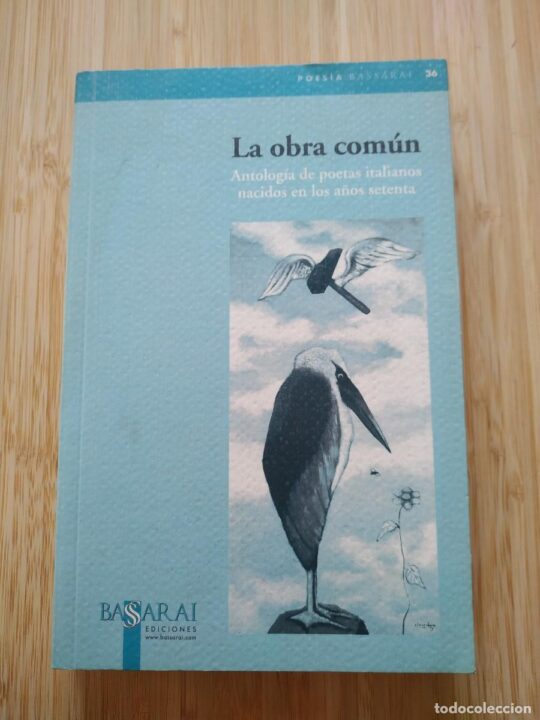 POESÍA BASSARAI 36
La obra común
Antología de poetas italianos
nacidos en los años setenta
BASSARAI
EDICIONES
www.bassarai.com
todocoleccion